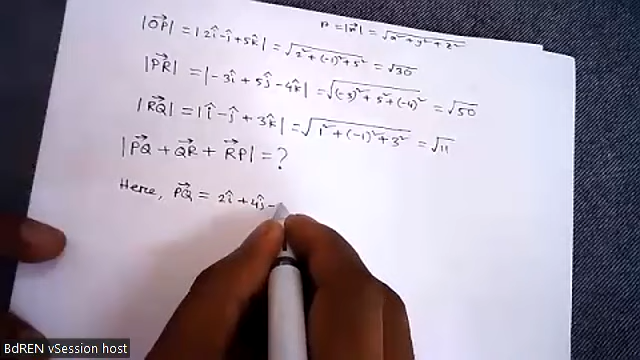 P = |r⃗| = √x²+y²+z²
|OP⃗| = |2î-ĵ+5k̂| = √2²+(-1)²+5² = √30
|PR⃗| = |-3î+5ĵ-4k̂| = √(-3)²+5²+(-4)² = √50
|RQ⃗| = |î-ĵ+3k̂| = √1²+(-1)²+3² = √11
|PQ⃗ + QR⃗ + RP⃗| = ?
Here, PQ⃗ = 2î+4ĵ-
BdREN vSession host